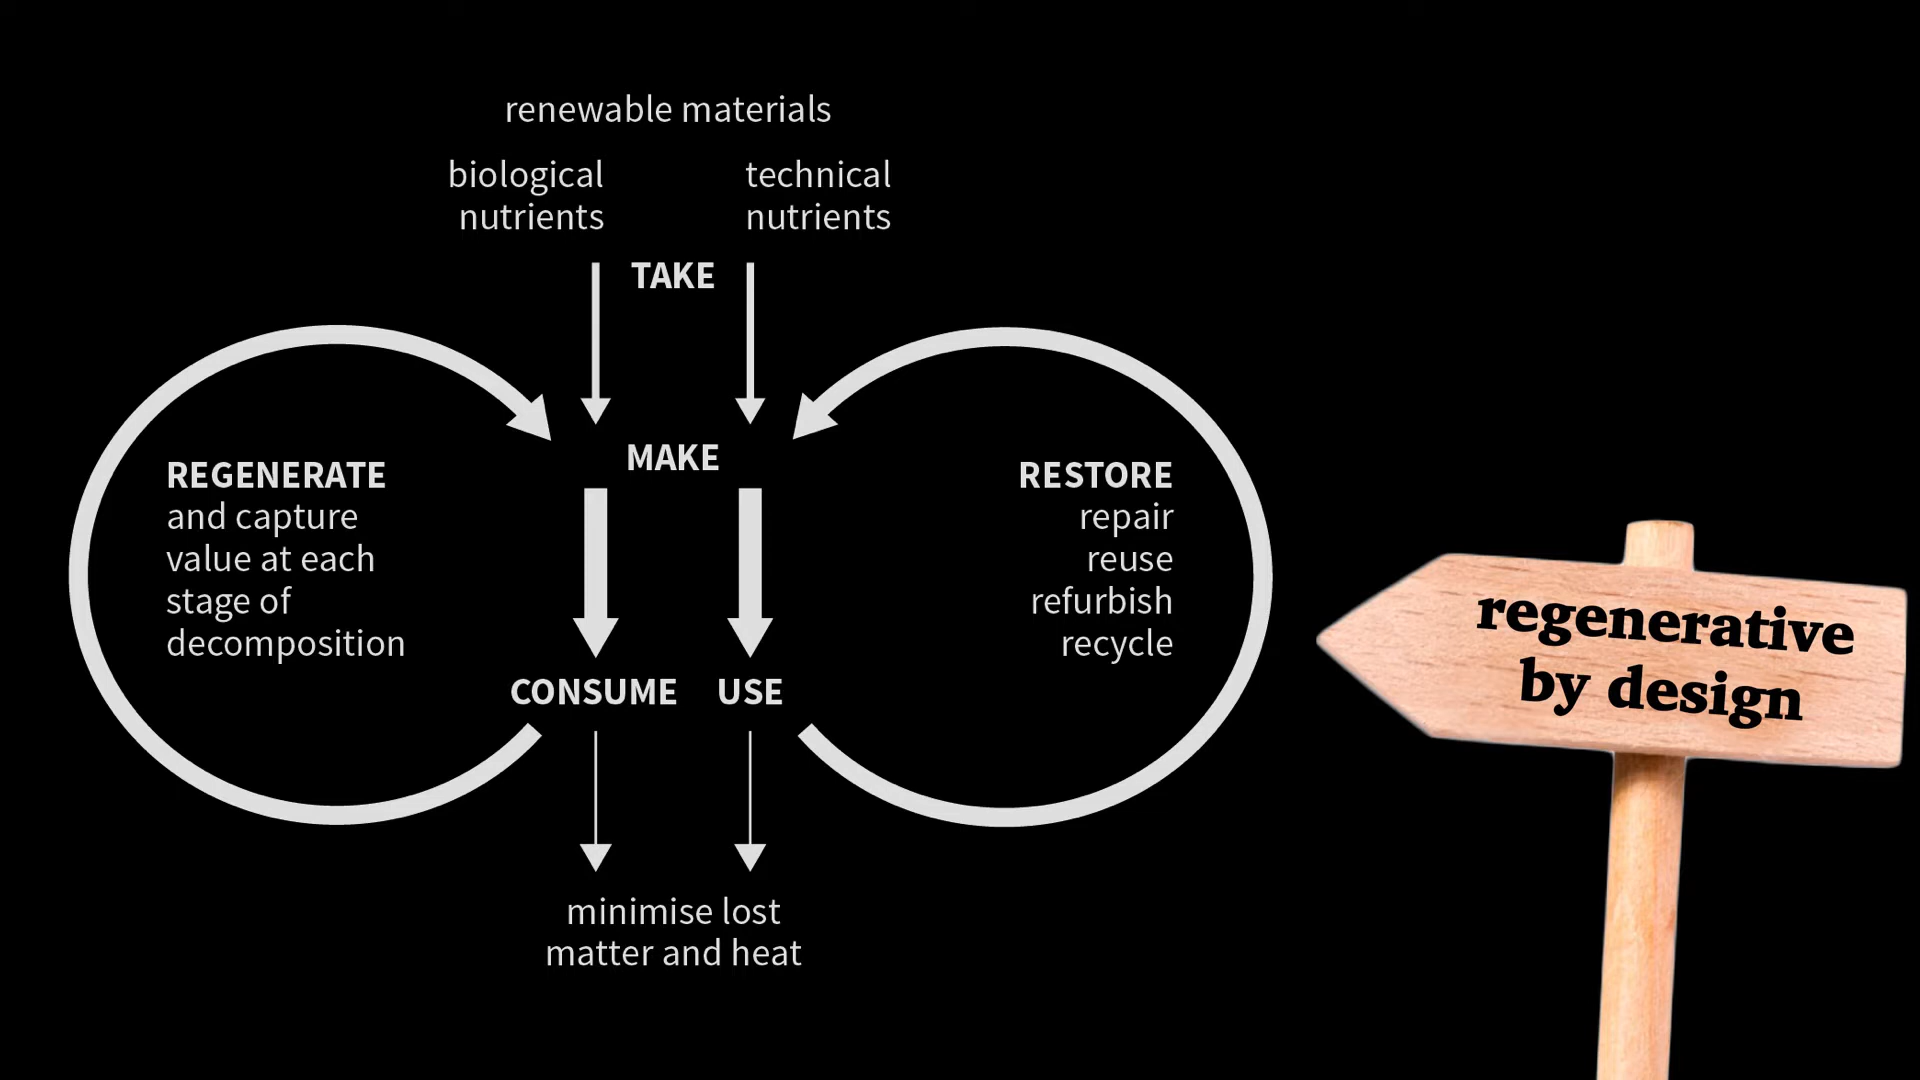 renewable materials
biological
nutrients
technical
nutrients
TAKE
MAKE
REGENERATE
and capture
value at each
stage of
decomposition
RESTORE
repair
reuse
refurbish
recycle
CONSUME
USE
minimise lost
matter and heat
regenerative
by design